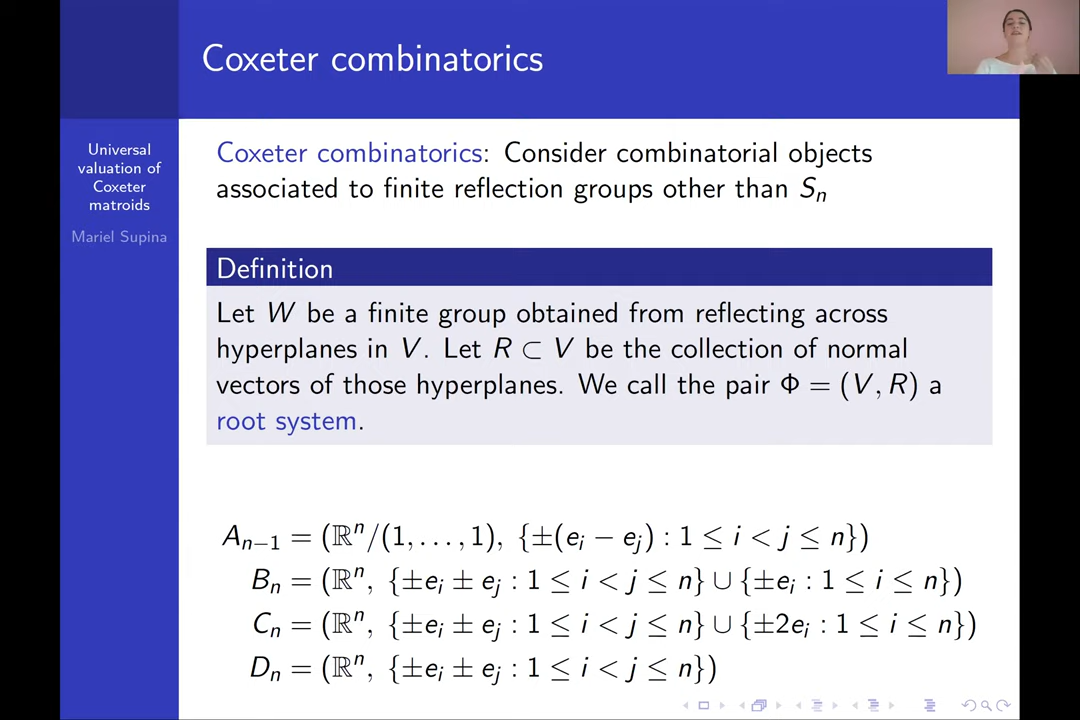 Coxeter combinatorics
Universal
valuation of
Coxeter
matroids
Mariel Supina
Coxeter combinatorics: Consider combinatorial objects
associated to finite reflection groups other than Sₙ
Definition
Let W be a finite group obtained from reflecting across
hyperplanes in V. Let R ⊂ V be the collection of normal
vectors of those hyperplanes. We call the pair Φ = (V, R) a
root system.
Aₙ₋₁ = (ℝⁿ/(1, . . . , 1), {±(eᵢ − eⱼ) : 1 ≤ i < j ≤ n})
Bₙ = (ℝⁿ, {±eᵢ ± eⱼ : 1 ≤ i < j ≤ n} ∪ {±eᵢ : 1 ≤ i ≤ n})
Cₙ = (ℝⁿ, {±eᵢ ± eⱼ : 1 ≤ i < j ≤ n} ∪ {±2eᵢ : 1 ≤ i ≤ n})
Dₙ = (ℝⁿ, {±eᵢ ± eⱼ : 1 ≤ i < j ≤ n})